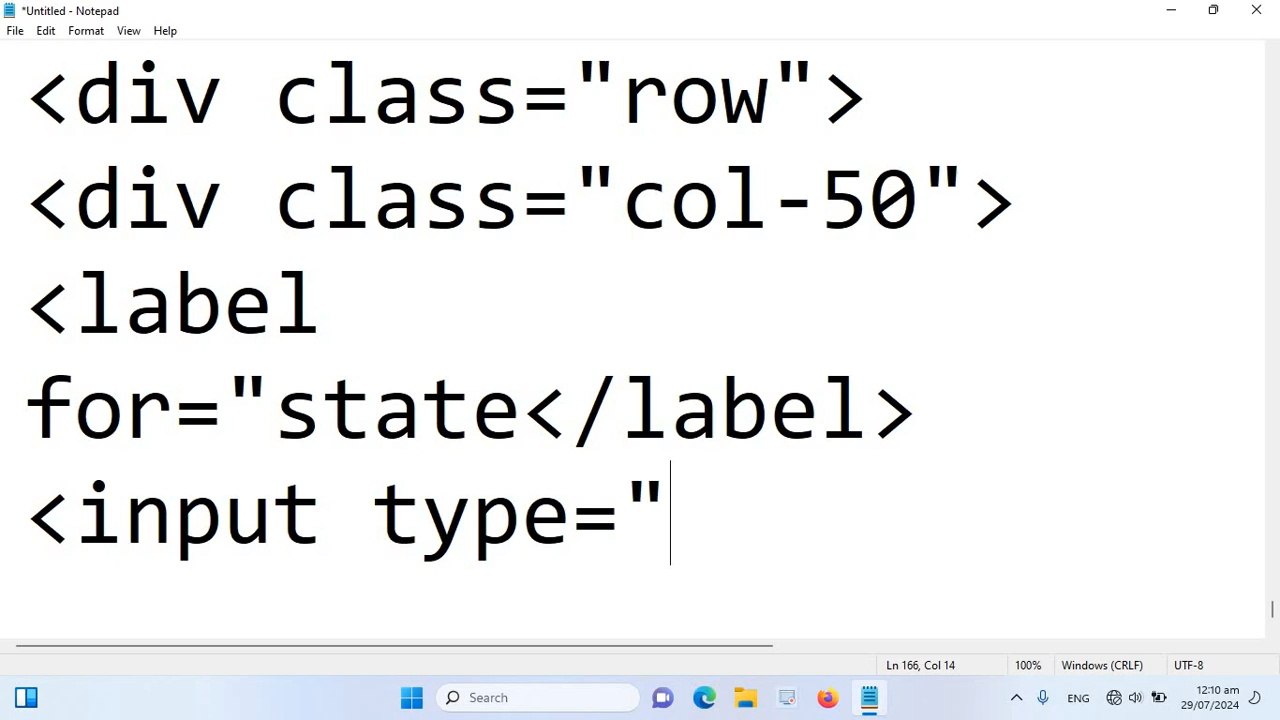 *Untitled - Notepad
File Edit Format View Help
<div class="row">
<div class="col-50">
<label
for="state</label>
<input type="
Ln 166, Col 14 100% Windows (CRLF) UTF-8
Search ENG 12:10 am
29/07/2024